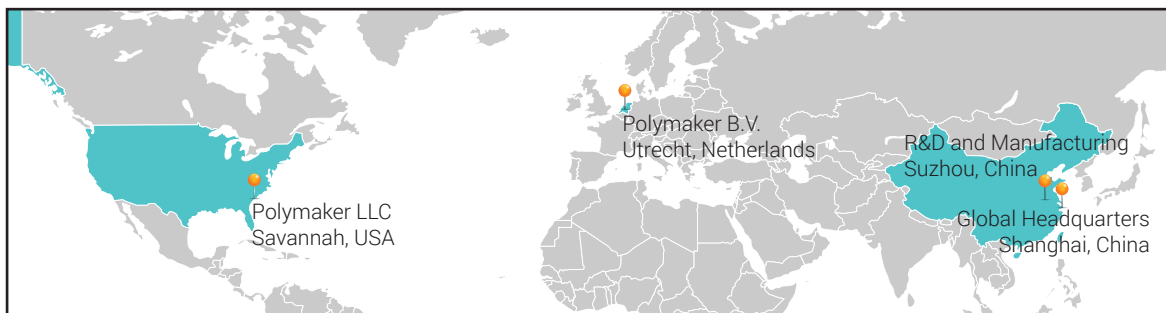 Polymaker LLC
Savannah, USA
Polymaker B.V.
Utrecht, Netherlands
R&D and Manufacturing
Suzhou, China
Global Headquarters
Shanghai, China